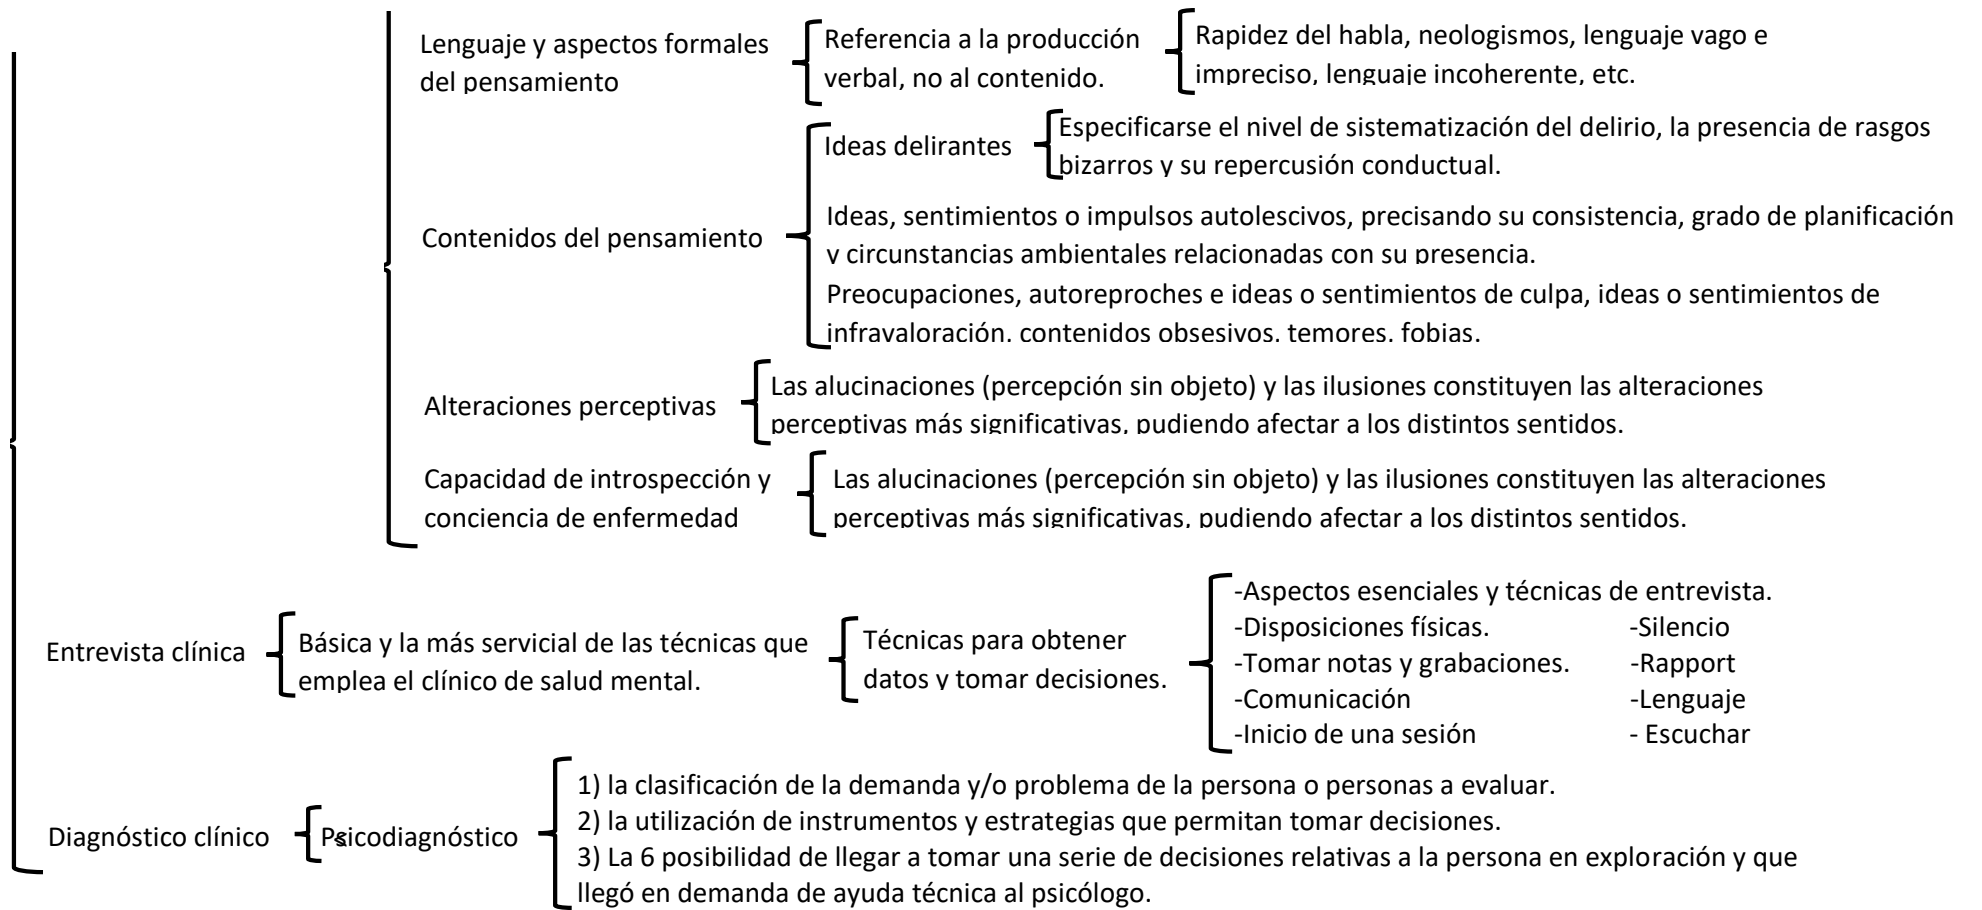 Lenguaje y aspectos formales
del pensamiento
Referencia a la producción
verbal, no al contenido.
Rapidez del habla, neologismos, lenguaje vago e
impreciso, lenguaje incoherente, etc.
Contenidos del pensamiento
Ideas delirantes
Especificarse el nivel de sistematización del delirio, la presencia de rasgos
bizarros y su repercusión conductual.
Ideas, sentimientos o impulsos autolescivos, precisando su consistencia, grado de planificación
y circunstancias ambientales relacionadas con su presencia.
Preocupaciones, autoreproches e ideas o sentimientos de culpa, ideas o sentimientos de
infravaloración, contenidos obsesivos, temores, fobias.
Alteraciones perceptivas
Las alucinaciones (percepción sin objeto) y las ilusiones constituyen las alteraciones
perceptivas más significativas, pudiendo afectar a los distintos sentidos.
Capacidad de introspección y
conciencia de enfermedad
Las alucinaciones (percepción sin objeto) y las ilusiones constituyen las alteraciones
perceptivas más significativas, pudiendo afectar a los distintos sentidos.
Entrevista clínica
Básica y la más servicial de las técnicas que
emplea el clínico de salud mental.
Técnicas para obtener
datos y tomar decisiones.
-Aspectos esenciales y técnicas de entrevista.
-Disposiciones físicas. -Silencio
-Tomar notas y grabaciones. -Rapport
-Comunicación -Lenguaje
-Inicio de una sesión - Escuchar
Diagnóstico clínico
Psicodiagnóstico
1) la clasificación de la demanda y/o problema de la persona o personas a evaluar.
2) la utilización de instrumentos y estrategias que permitan tomar decisiones.
3) La 6 posibilidad de llegar a tomar una serie de decisiones relativas a la persona en exploración y que
llegó en demanda de ayuda técnica al psicólogo.